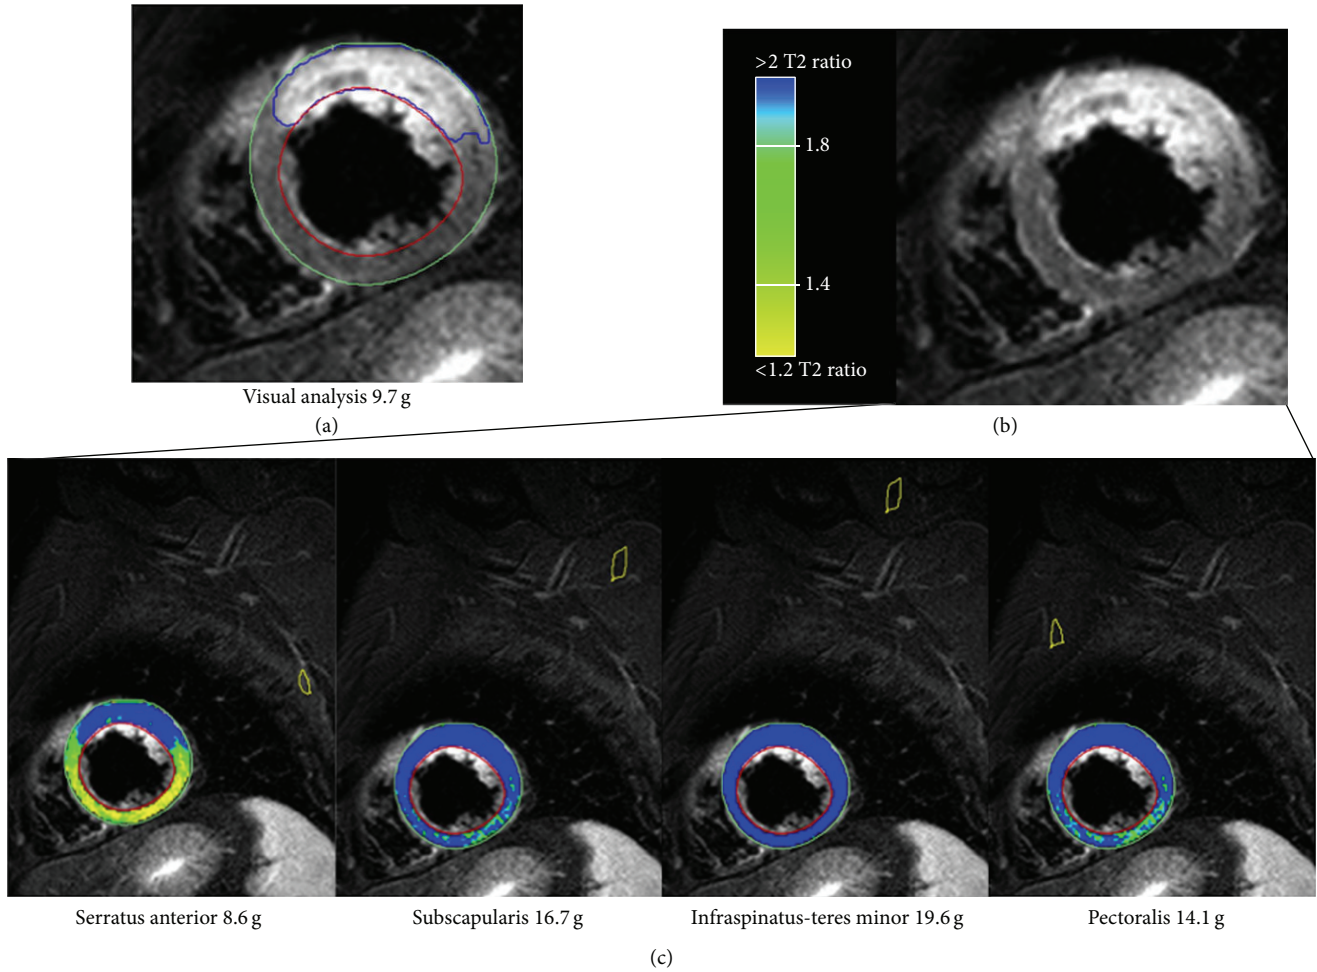 Visual analysis 9.7 g
(a)
>2 T2 ratio
1.8
1.4
<1.2 T2 ratio
(b)
Serratus anterior 8.6 g
Subscapularis 16.7 g
Infraspinatus-teres minor 19.6 g
Pectoralis 14.1 g
(c)